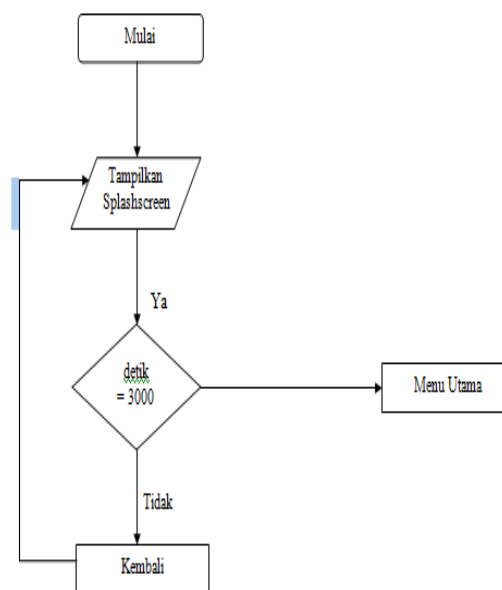 Mulai
Tampilkan
Splashscreen
Ya
detik
= 3000
Menu Utama
Tidak
Kembali